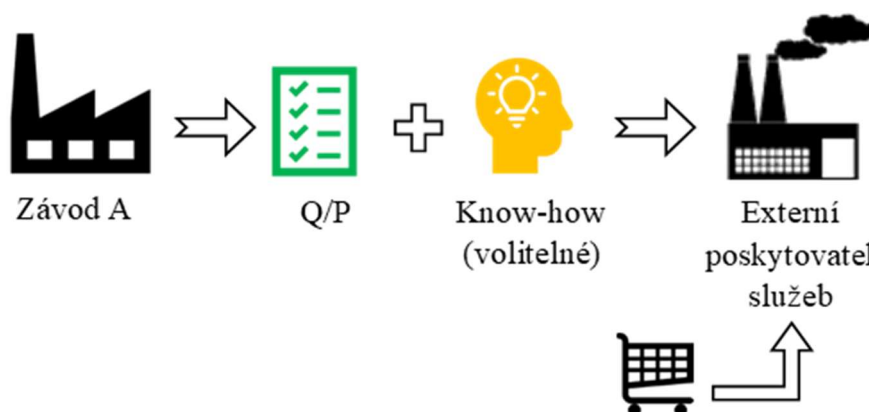 Závod A
Q/P
Know-how
(volitelné)
Externí
poskytovatel
služeb